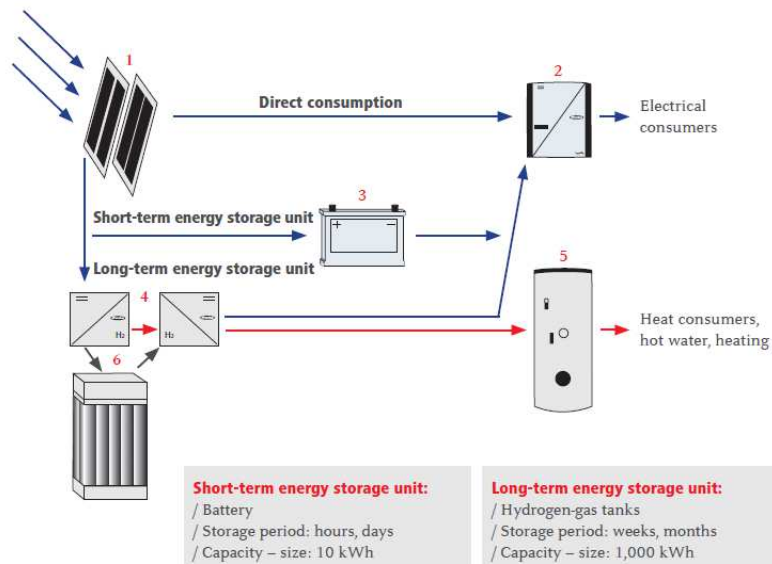 1
2
Direct consumption
Electrical
consumers
3
Short-term energy storage unit
+ −
Long-term energy storage unit
4
5
H₂
H₂
Heat consumers,
hot water, heating
6
Short-term energy storage unit:
/ Battery
/ Storage period: hours, days
/ Capacity – size: 10 kWh
Long-term energy storage unit:
/ Hydrogen-gas tanks
/ Storage period: weeks, months
/ Capacity – size: 1,000 kWh